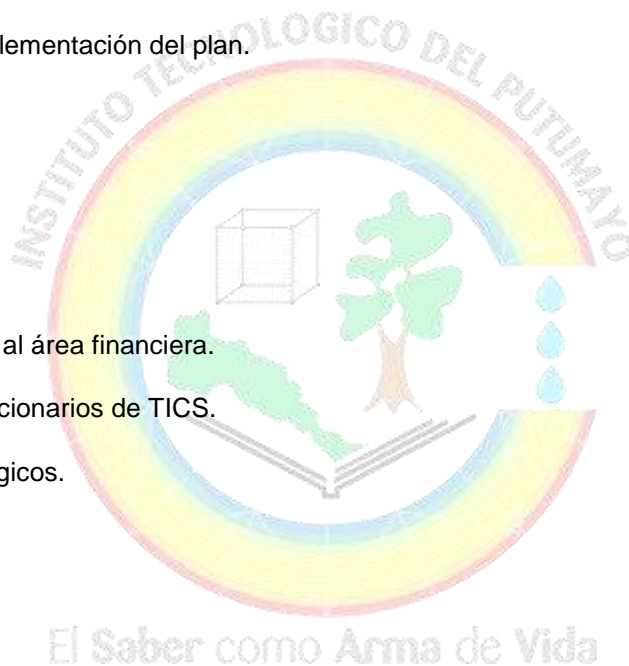 lementación del plan.
INSTITUTO TECNOLOGICO DEL PUTUMAYO
al área financiera.
cionarios de TICS.
gicos.
El Saber como Arma de Vida